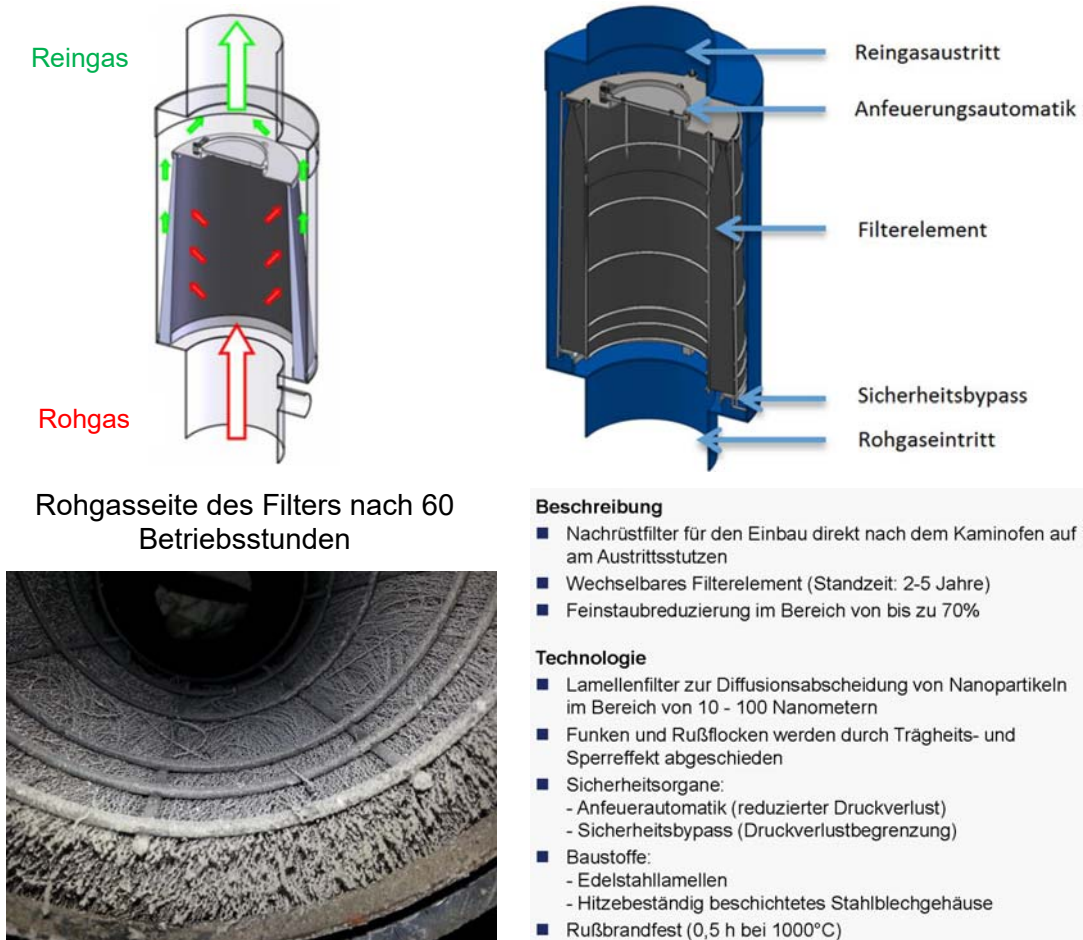 Reingas
Rohgas
Reingasaustritt
Anfeuerungsautomatik
Filterelement
Sicherheitsbypass
Rohgaseintritt
Rohgasseite des Filters nach 60
Betriebsstunden
Beschreibung
■ Nachrüstfilter für den Einbau direkt nach dem Kaminofen auf
am Austrittsstutzen
■ Wechselbares Filterelement (Standzeit: 2-5 Jahre)
■ Feinstaubreduzierung im Bereich von bis zu 70%
Technologie
■ Lamellenfilter zur Diffusionsabscheidung von Nanopartikeln
im Bereich von 10 - 100 Nanometern
■ Funken und Rußflocken werden durch Trägheits- und
Sperreffekt abgeschieden
■ Sicherheitsorgane:
- Anfeuerautomatik (reduzierter Druckverlust)
- Sicherheitsbypass (Druckverlustbegrenzung)
■ Baustoffe:
- Edelstahllamellen
- Hitzebeständig beschichtetes Stahlblechgehäuse
■ Rußbrandfest (0,5 h bei 1000°C)